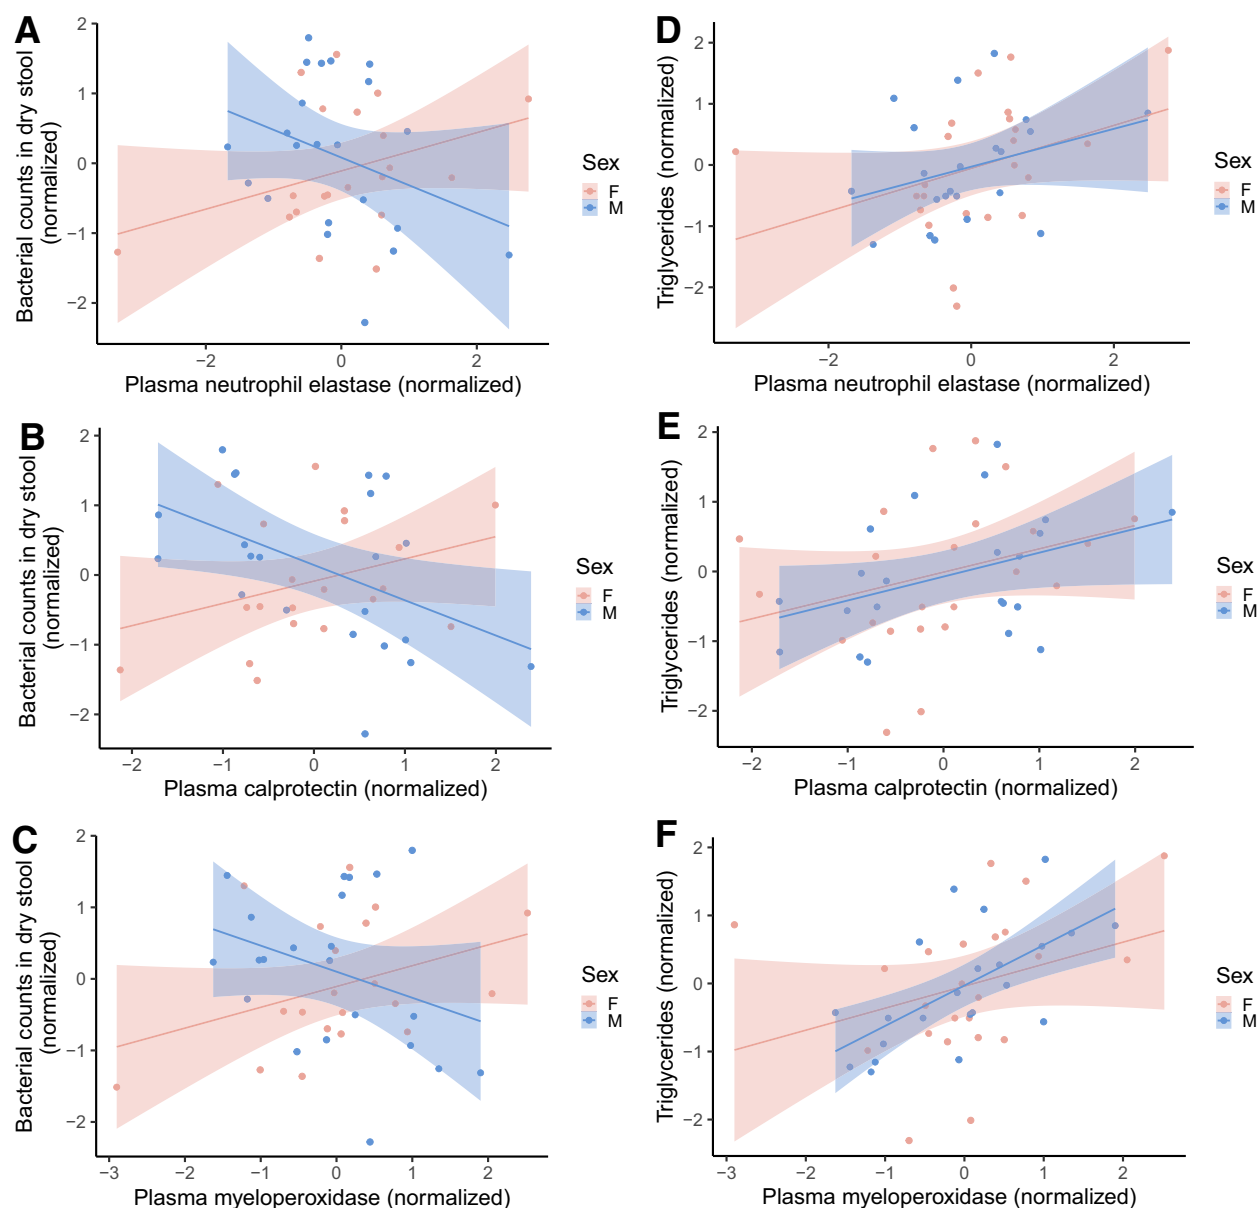 A
Bacterial counts in dry stool
(normalized)
2
1
0
−1
−2
−2 0 2
Plasma neutrophil elastase (normalized)
Sex
F
M
D
Triglycerides (normalized)
2
1
0
−1
−2
−2 0 2
Plasma neutrophil elastase (normalized)
Sex
F
M
B
Bacterial counts in dry stool
(normalized)
2
1
0
−1
−2
−2 −1 0 1 2
Plasma calprotectin (normalized)
Sex
F
M
E
Triglycerides (normalized)
2
1
0
−1
−2
−2 −1 0 1 2
Plasma calprotectin (normalized)
Sex
F
M
C
Bacterial counts in dry stool
(normalized)
2
1
0
−1
−2
−3 −2 −1 0 1 2
Plasma myeloperoxidase (normalized)
Sex
F
M
F
Triglycerides (normalized)
2
1
0
−1
−2
−3 −2 −1 0 1 2
Plasma myeloperoxidase (normalized)
Sex
F
M